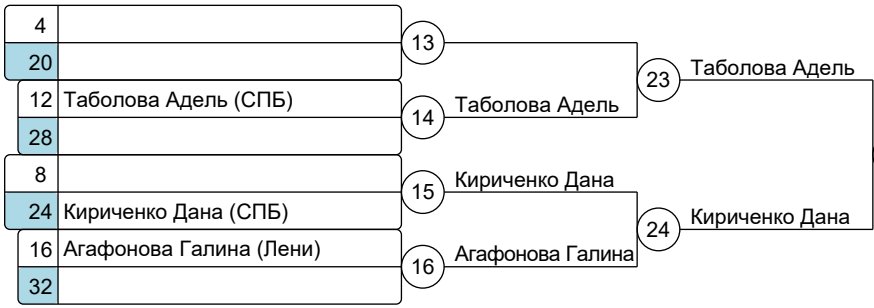 4
13
20
Таболова Адель
23
12 Таболова Адель (СПБ)
Таболова Адель
14
28
8
Кириченко Дана
15
24 Кириченко Дана (СПБ)
Кириченко Дана
24
16 Агафонова Галина (Лени)
Агафонова Галина
16
32